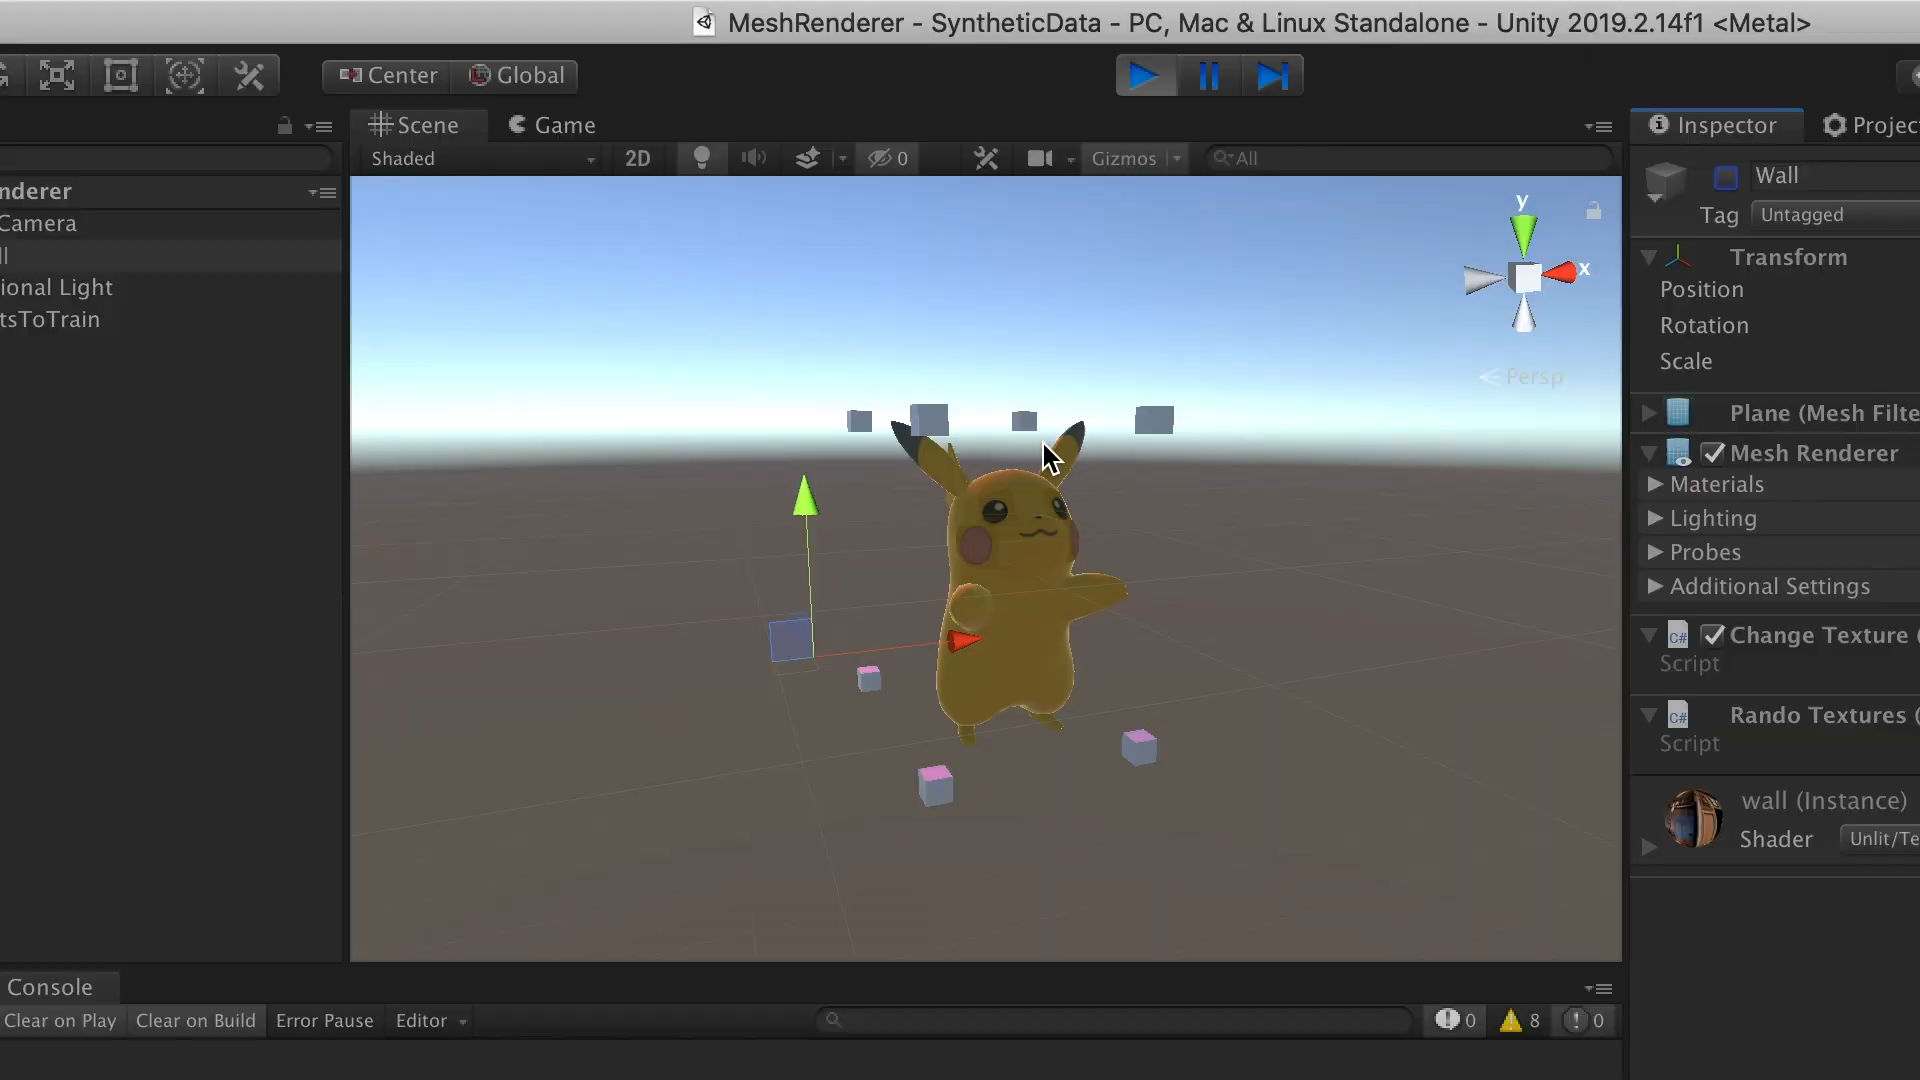 MeshRenderer - SyntheticData - PC, Mac & Linux Standalone - Unity 2019.2.14f1 <Metal>
Center
Global
Scene
Game
Inspector
Projec
Shaded
2D
0
Gizmos
All
Wall
Tag
Untagged
nderer
Camera
ll
ional Light
tsToTrain
y
x
Persp
Transform
Position
Rotation
Scale
Plane (Mesh Filte
Mesh Renderer
Materials
Lighting
Probes
Additional Settings
Change Texture (
Script
C#
Rando Textures (
Script
C#
wall (Instance)
Shader
Unlit/Te
Console
Clear on Play
Clear on Build
Error Pause
Editor
0
8
0